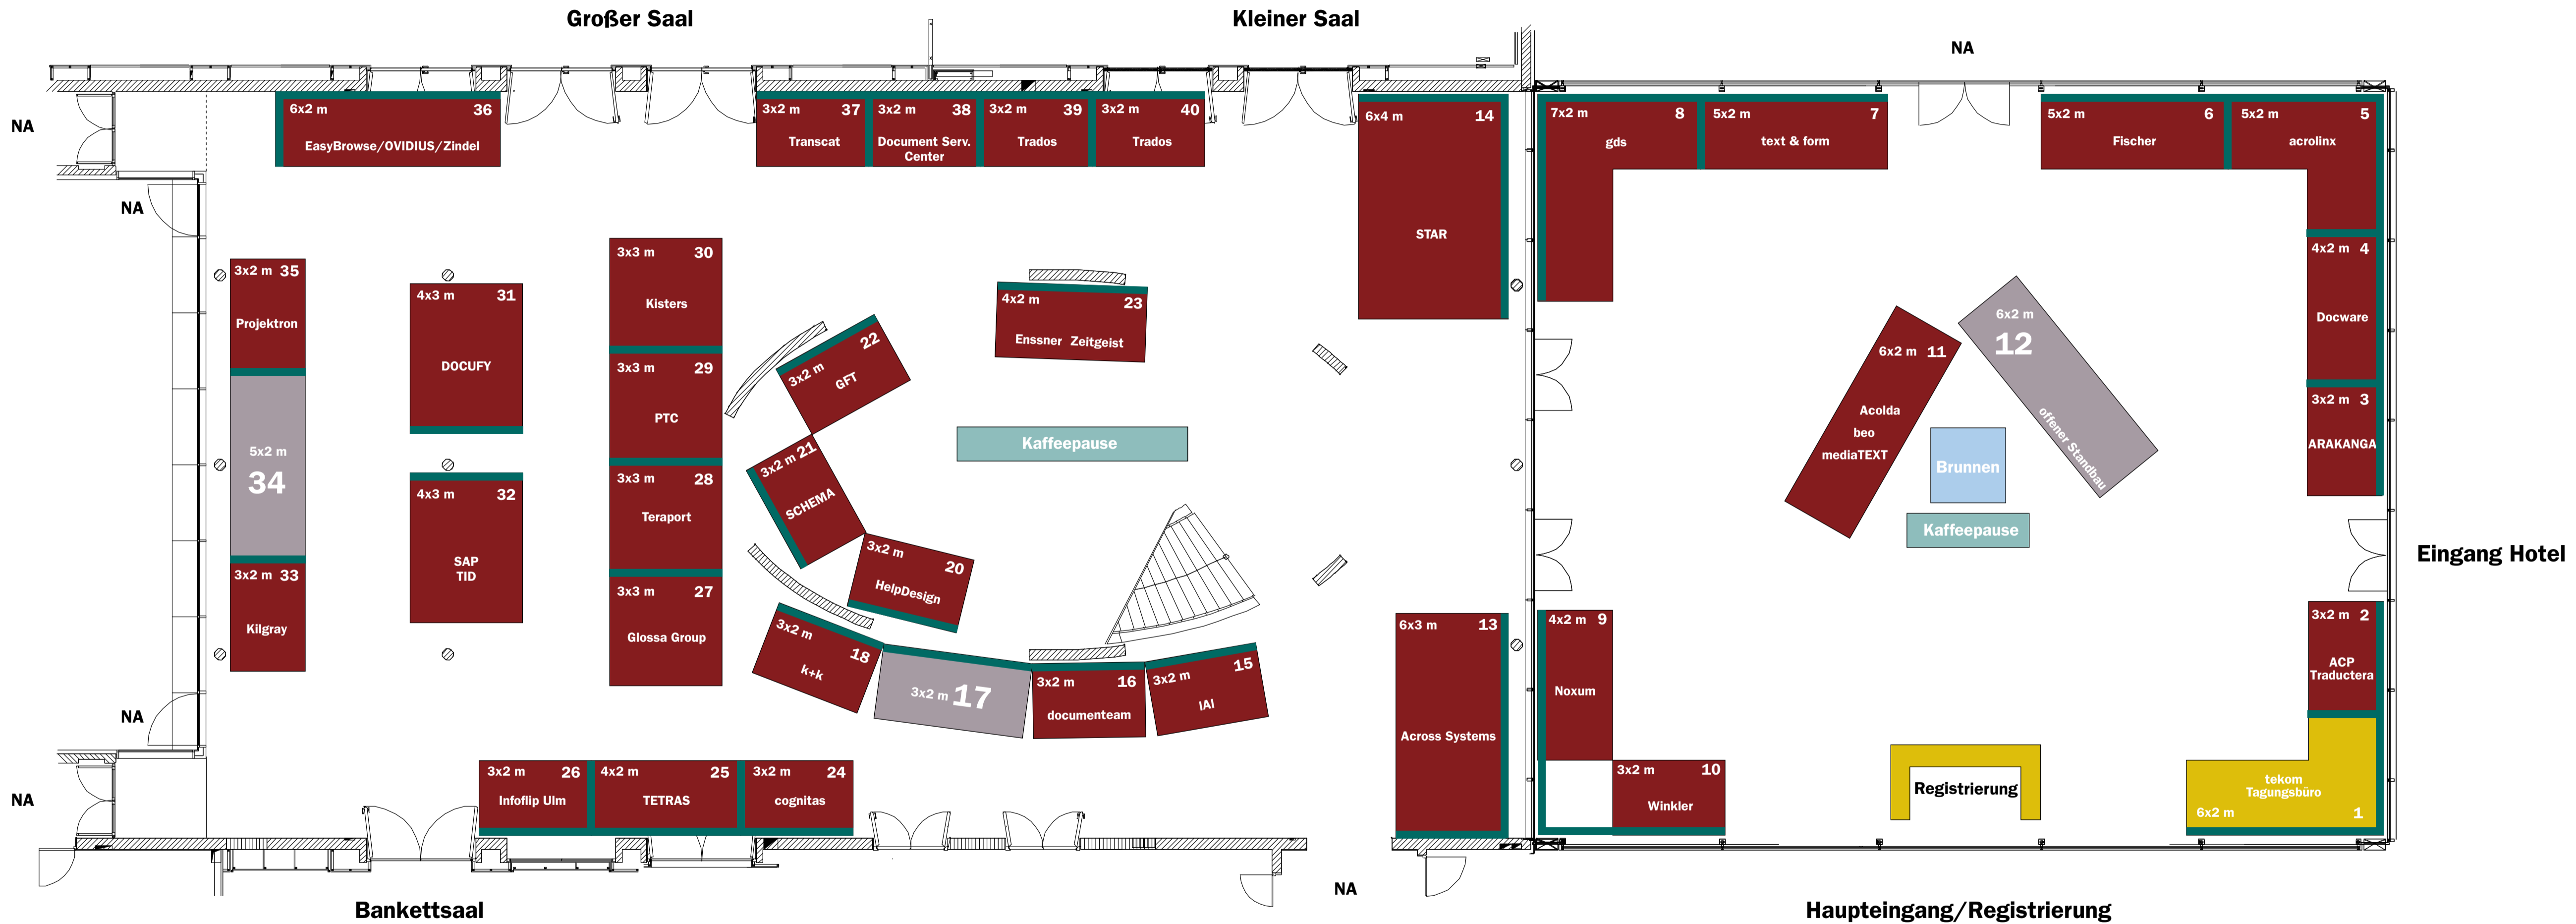 Großer Saal
Kleiner Saal
NA
NA
NA
6x2 m 36
EasyBrowse/OVIDIUS/Zindel
3x2 m 37
Transcat
3x2 m 38
Document Serv.
Center
3x2 m 39
Trados
3x2 m 40
Trados
6x4 m 14
STAR
7x2 m 8
gds
5x2 m 7
text & form
5x2 m 6
Fischer
5x2 m 5
acrolinx
4x2 m 4
Docware
3x2 m 3
ARAKANGA
3x2 m 35
Projektron
5x2 m
34
3x2 m 33
Kilgray
4x3 m 31
DOCUFY
4x3 m 32
SAP
TID
3x3 m 30
Kisters
3x3 m 29
PTC
3x3 m 28
Teraport
3x3 m 27
Glossa Group
3x2 m 22
GFT
3x2 m 21
SCHEMA
3x2 m 20
HelpDesign
4x2 m 23
Enssner Zeitgeist
Kaffeepause
3x2 m 18
k+k
3x2 m 17
3x2 m 16
documenteam
3x2 m 15
IAI
6x3 m 13
Across Systems
6x2 m 11
Acolda
beo
mediaTEXT
6x2 m
12
offener Standbau
Brunnen
Kaffeepause
Eingang Hotel
4x2 m 9
Noxum
3x2 m 10
Winkler
Registrierung
3x2 m 2
ACP
Traductera
tekom
Tagungsbüro
6x2 m 1
NA
NA
3x2 m 26
Infoflip Ulm
4x2 m 25
TETRAS
3x2 m 24
cognitas
NA
Bankettsaal
Haupteingang/Registrierung